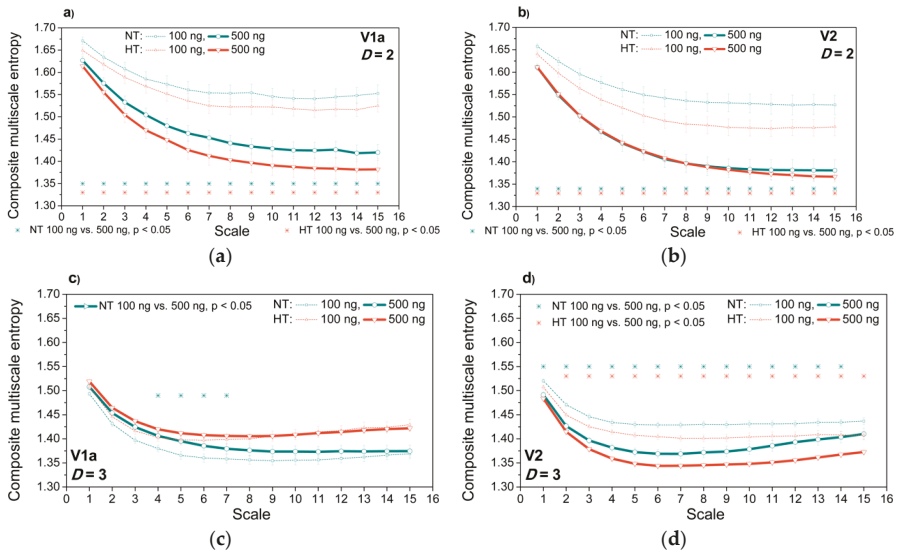 a)
Composite multiscale entropy
1.70
1.65
1.60
1.55
1.50
1.45
1.40
1.35
1.30
NT: 100 ng, 500 ng
HT: 100 ng, 500 ng
V1a
D = 2
0 1 2 3 4 5 6 7 8 9 10 11 12 13 14 15 16
Scale
NT 100 ng vs. 500 ng, p < 0.05
HT 100 ng vs. 500 ng, p < 0.05
(a)
b)
Composite multiscale entropy
1.70
1.65
1.60
1.55
1.50
1.45
1.40
1.35
1.30
NT: 100 ng, 500 ng
HT: 100 ng, 500 ng
V2
D = 2
0 1 2 3 4 5 6 7 8 9 10 11 12 13 14 15 16
Scale
NT 100 ng vs. 500 ng, p < 0.05
HT 100 ng vs. 500 ng, p < 0.05
(b)
c)
Composite multiscale entropy
1.70
1.65
1.60
1.55
1.50
1.45
1.40
1.35
1.30
NT 100 ng vs. 500 ng, p < 0.05
NT: 100 ng, 500 ng
HT: 100 ng, 500 ng
V1a
D = 3
0 1 2 3 4 5 6 7 8 9 10 11 12 13 14 15 16
Scale
(c)
d)
Composite multiscale entropy
1.70
1.65
1.60
1.55
1.50
1.45
1.40
1.35
1.30
NT 100 ng vs. 500 ng, p < 0.05
HT 100 ng vs. 500 ng, p < 0.05
NT: 100 ng, 500 ng
HT: 100 ng, 500 ng
V2
D = 3
0 1 2 3 4 5 6 7 8 9 10 11 12 13 14 15 16
Scale
(d)